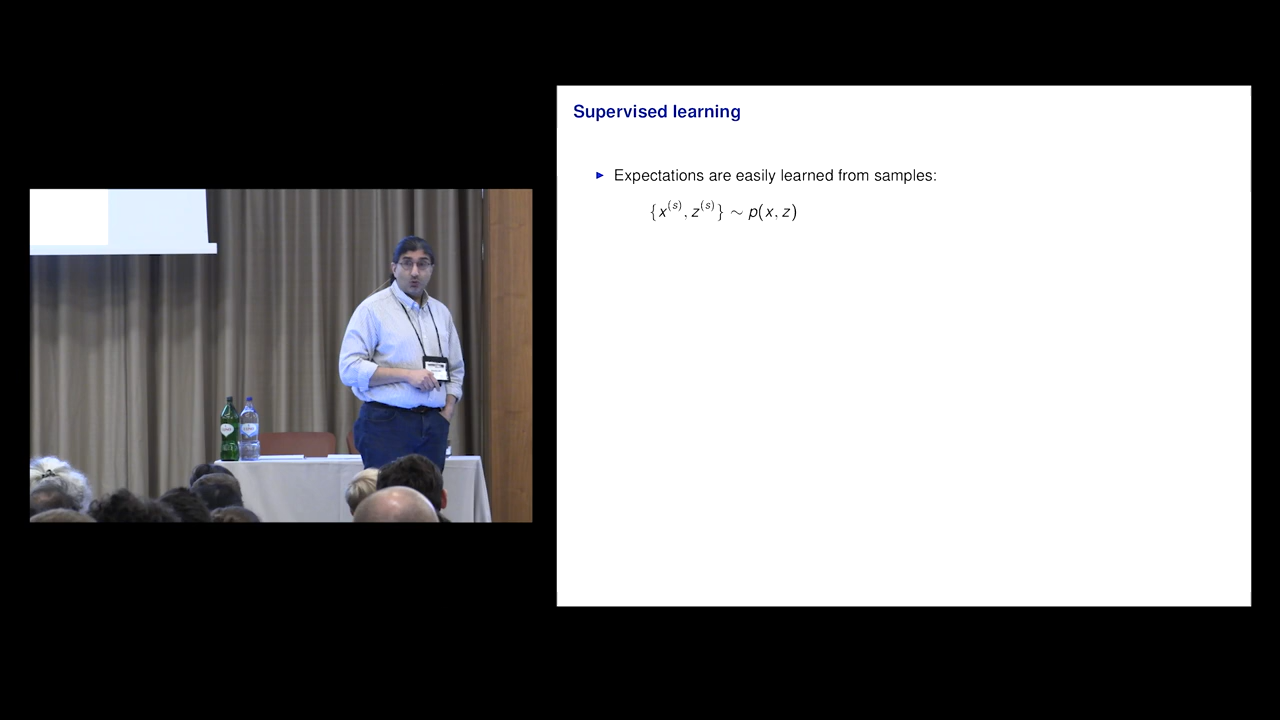 Supervised learning
► Expectations are easily learned from samples:
{x^(s), z^(s)} ∼ p(x, z)